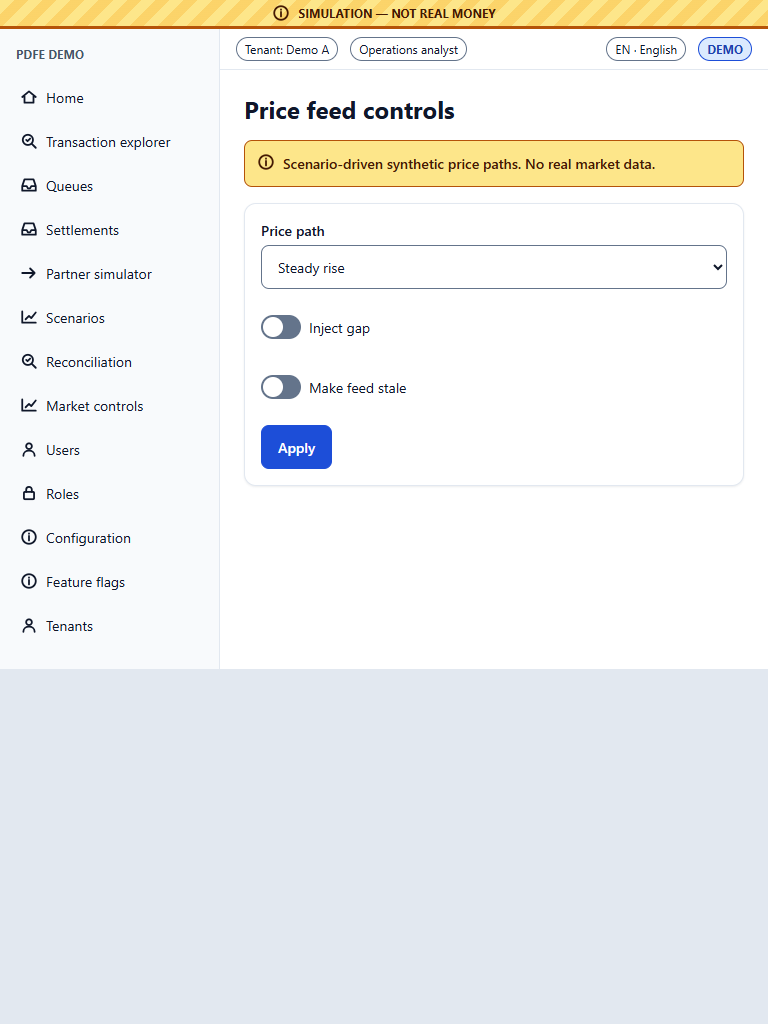 SIMULATION — NOT REAL MONEY
PDFE DEMO
Tenant: Demo A
Operations analyst
EN · English
DEMO
Home
Transaction explorer
Queues
Settlements
Partner simulator
Scenarios
Reconciliation
Market controls
Users
Roles
Configuration
Feature flags
Tenants
Price feed controls
Scenario-driven synthetic price paths. No real market data.
Price path
Steady rise
Inject gap
Make feed stale
Apply